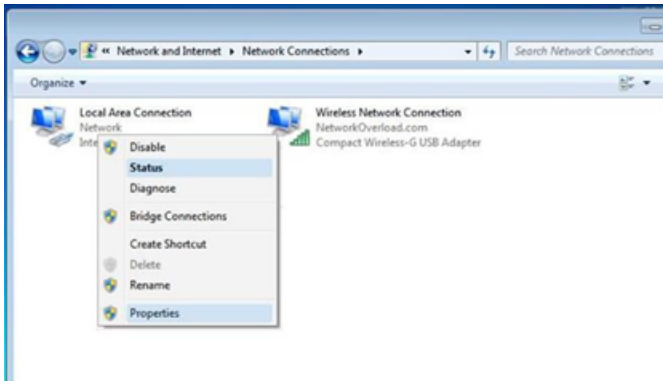 « Network and Internet ▸ Network Connections ▸ Search Network Connections
Organize
Local Area Connection
Network
Inte
Wireless Network Connection
NetworkOverload.com
Compact Wireless-G USB Adapter
Disable
Status
Diagnose
Bridge Connections
Create Shortcut
Delete
Rename
Properties